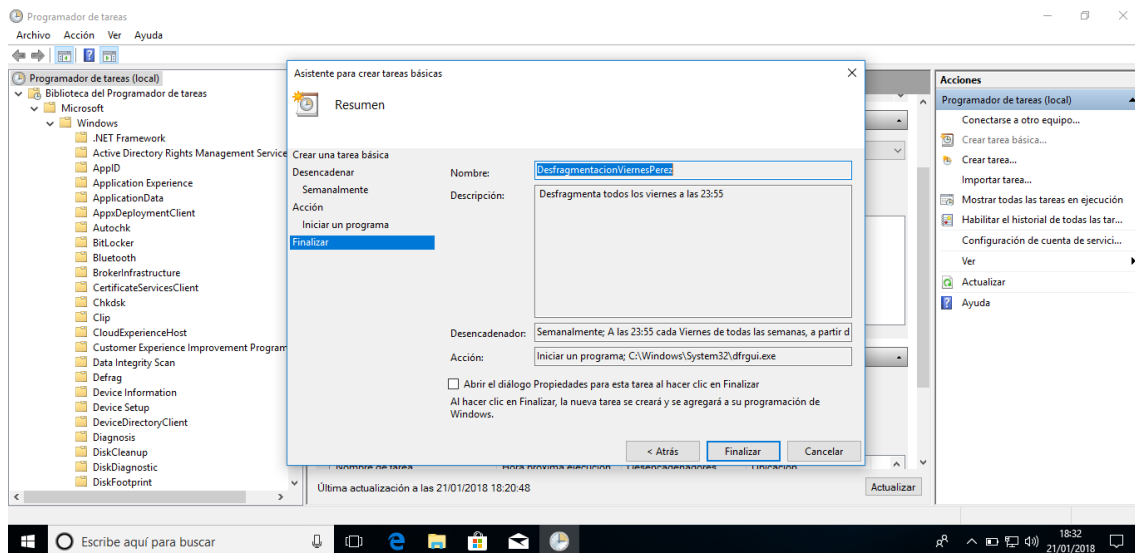 Programador de tareas
Archivo Acción Ver Ayuda
Programador de tareas (local)
Biblioteca del Programador de tareas
Microsoft
Windows
.NET Framework
Active Directory Rights Management Service
AppID
Application Experience
ApplicationData
AppxDeploymentClient
Autochk
BitLocker
Bluetooth
BrokerInfrastructure
CertificateServicesClient
Chkdsk
Clip
CloudExperienceHost
Customer Experience Improvement Program
Data Integrity Scan
Defrag
Device Information
Device Setup
DeviceDirectoryClient
Diagnosis
DiskCleanup
DiskDiagnostic
DiskFootprint
Asistente para crear tareas básicas
Resumen
Crear una tarea básica
Desencadenar
Semanalmente
Acción
Iniciar un programa
Finalizar
Nombre: DesfragmentacionViernesPerez
Descripción: Desfragmenta todos los viernes a las 23:55
Desencadenador: Semanalmente; A las 23:55 cada Viernes de todas las semanas, a partir d
Acción: Iniciar un programa; C:\Windows\System32\dfrgui.exe
Abrir el diálogo Propiedades para esta tarea al hacer clic en Finalizar
Al hacer clic en Finalizar, la nueva tarea se creará y se agregará a su programación de
Windows.
< Atrás Finalizar Cancelar
Nombre de tarea Hora próxima ejecución Desencadenadores Ubicación
Última actualización a las 21/01/2018 18:20:48 Actualizar
Acciones
Programador de tareas (local)
Conectarse a otro equipo...
Crear tarea básica...
Crear tarea...
Importar tarea...
Mostrar todas las tareas en ejecución
Habilitar el historial de todas las tar...
Configuración de cuenta de servici...
Ver
Actualizar
Ayuda
Escribe aquí para buscar
18:32
21/01/2018